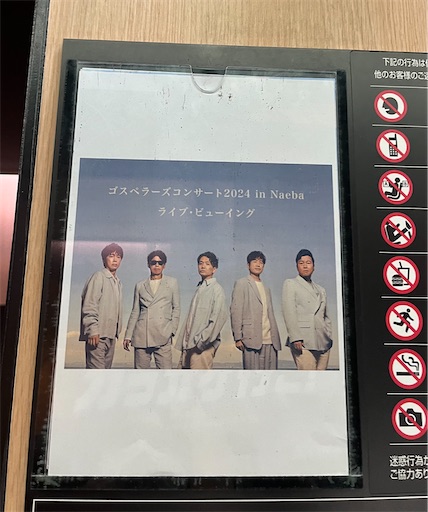 ゴスペラーズコンサート2024 in Naeba
ライブ・ビューイング
下記の行為は
他のお客様のご
迷惑行為
ご協力あり